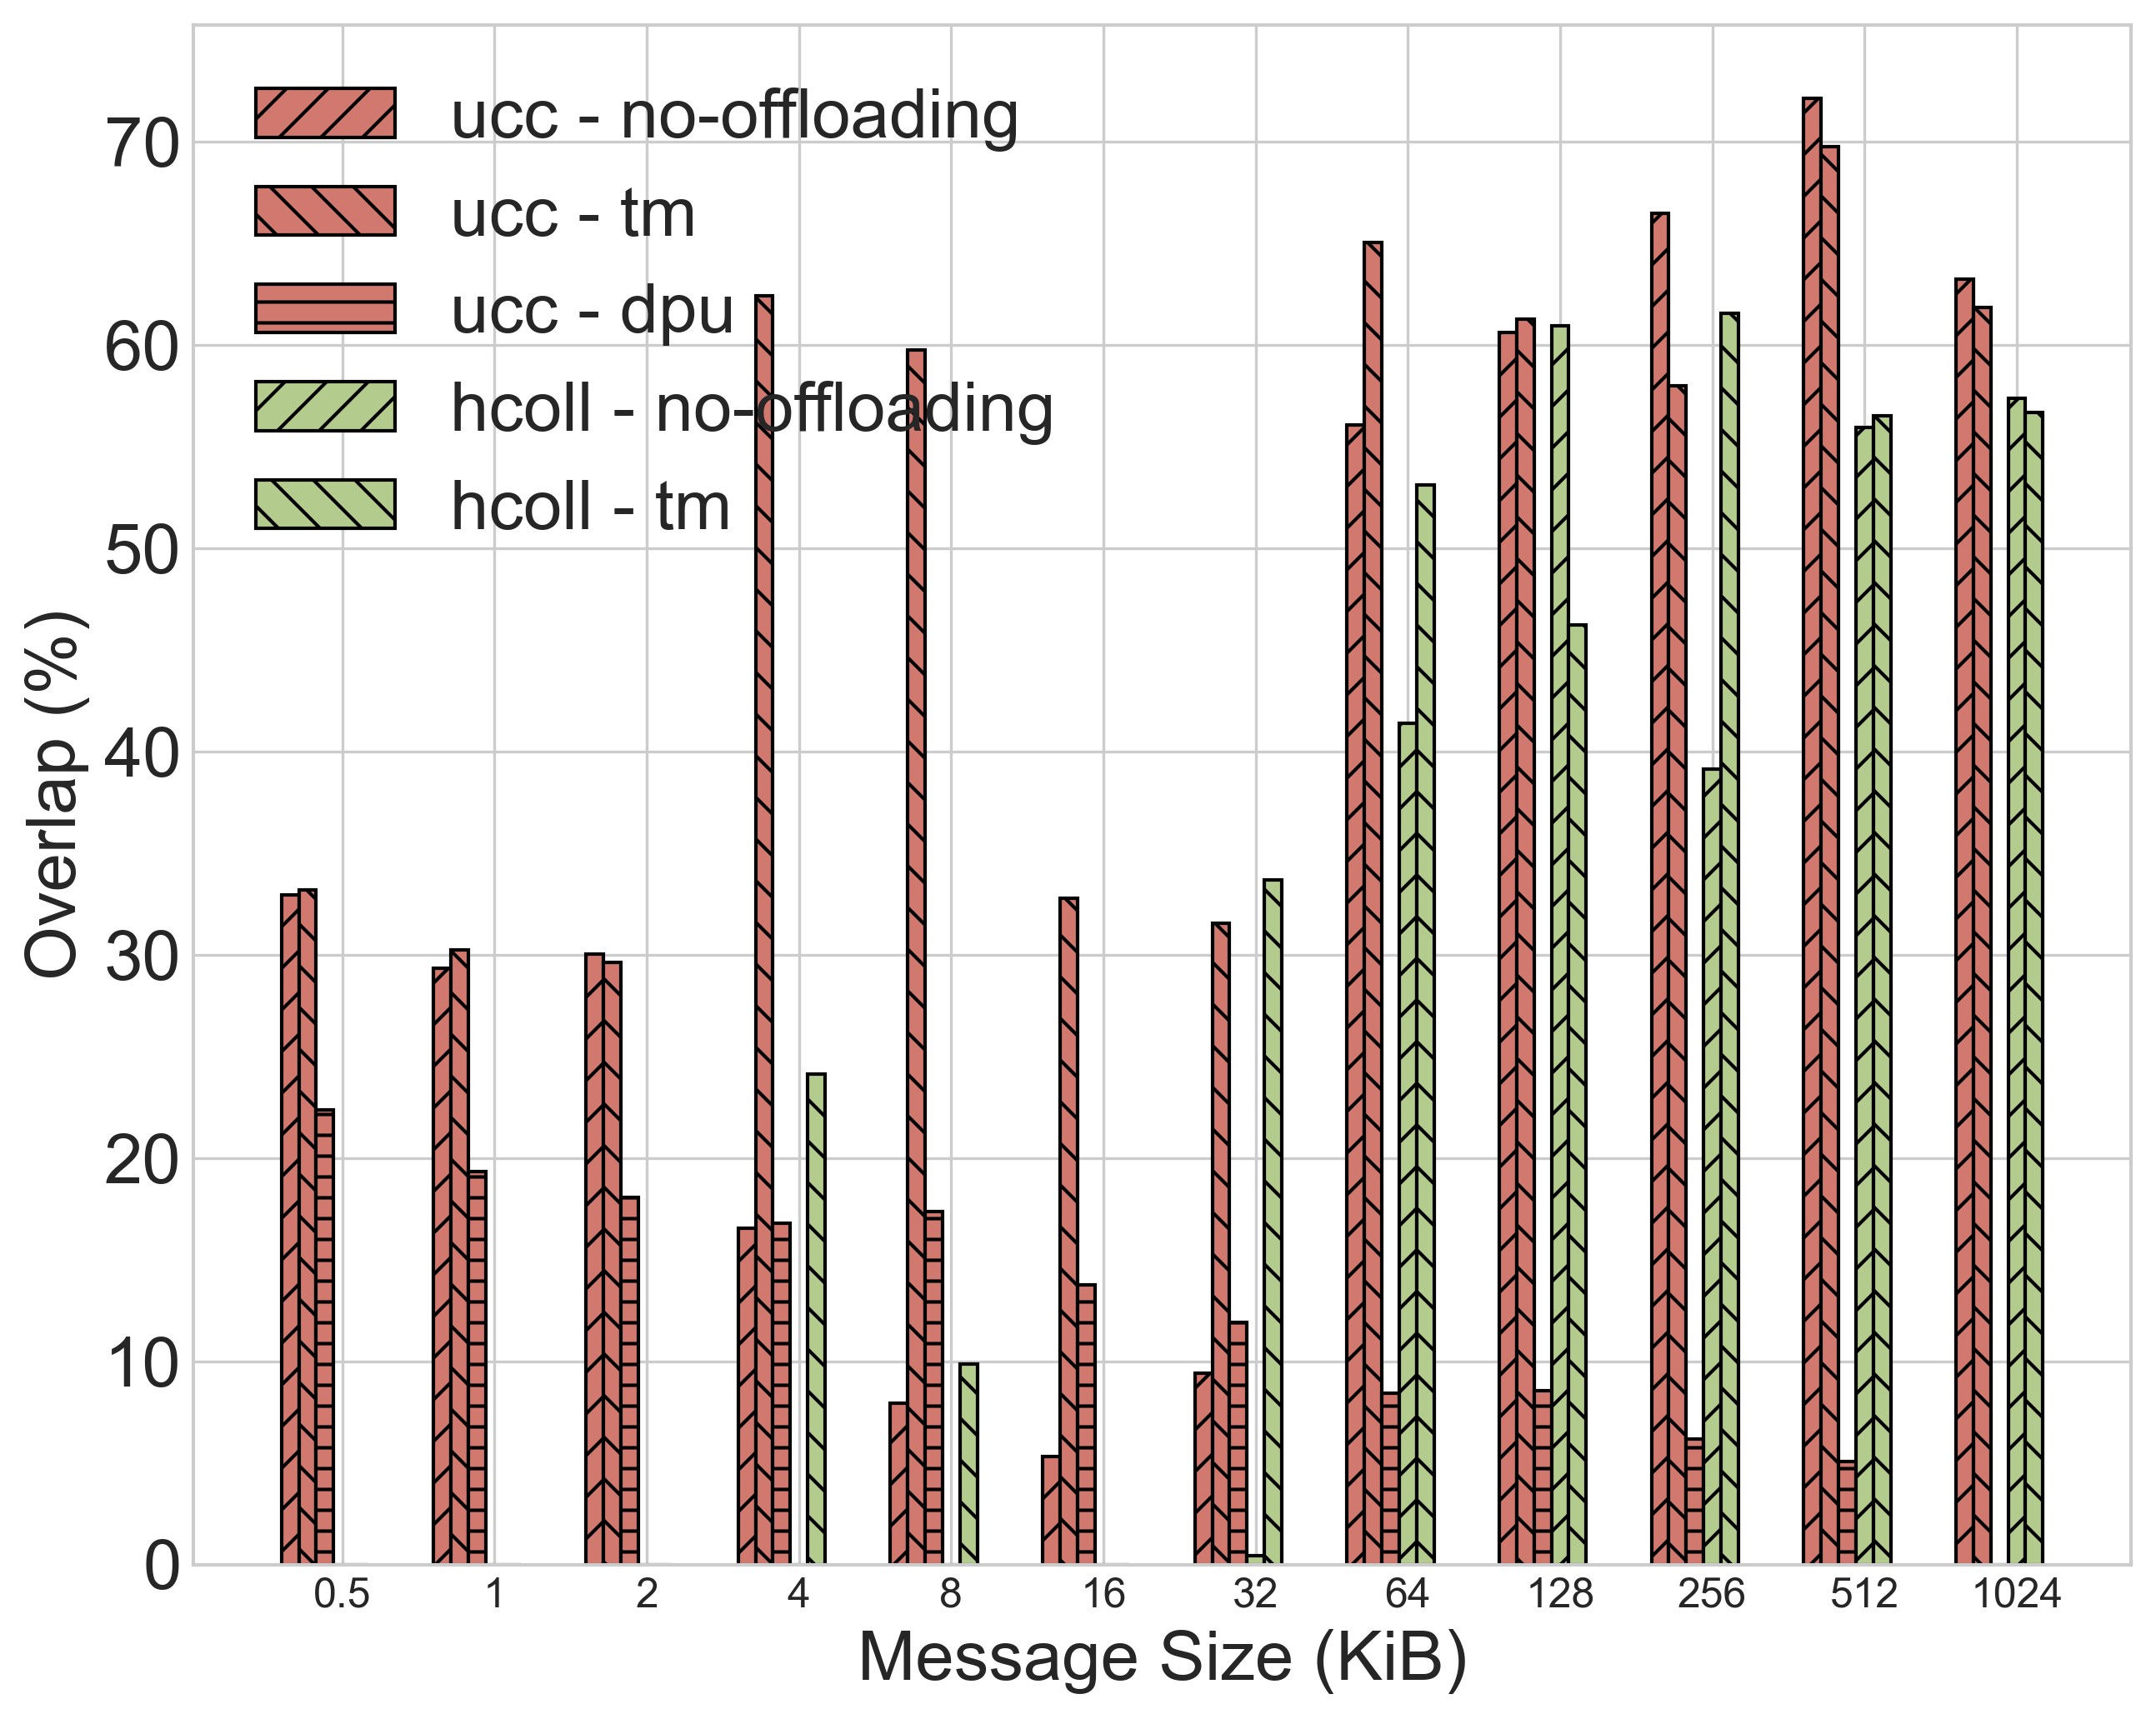 ucc - no-offloading
ucc - tm
ucc - dpu
hcoll - no-offloading
hcoll - tm
Overlap (%)
70
60
50
40
30
20
10
0
0.5 1 2 4 8 16 32 64 128 256 512 1024
Message Size (KiB)